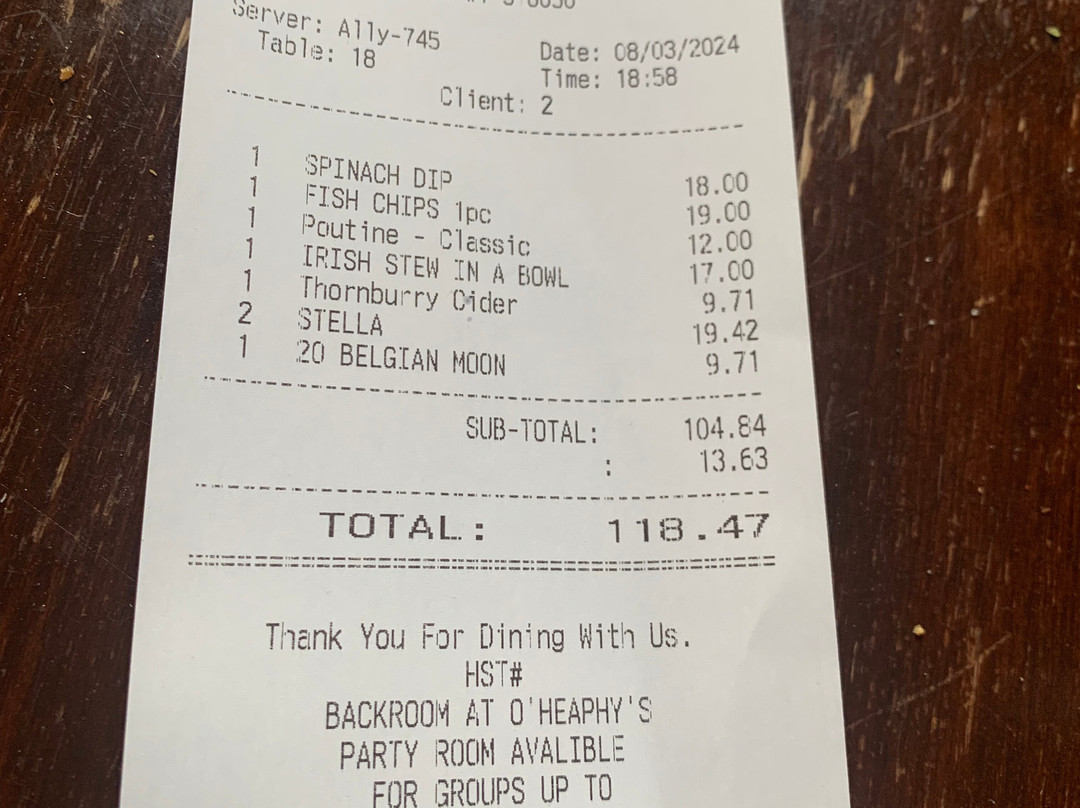 Server: Ally-745
Table: 18
Date: 08/03/2024
Time: 18:58
Client: 2
1 SPINACH DIP 18.00
1 FISH CHIPS 1pc 19.00
1 Poutine - Classic 12.00
1 IRISH STEW IN A BOWL 17.00
1 Thornburry Cider 9.71
2 STELLA 19.42
1 20 BELGIAN MOON 9.71
SUB-TOTAL: 104.84
: 13.63
TOTAL: 118.47
Thank You For Dining With Us.
HST#
BACKROOM AT O'HEAPHY'S
PARTY ROOM AVALIBLE
FOR GROUPS UP TO